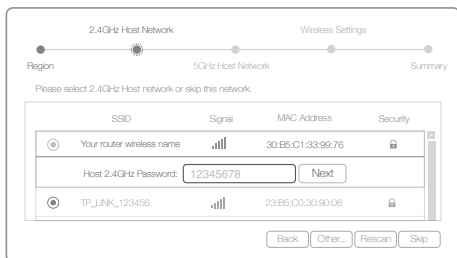 2.4GHz Host Network Wireless Settings
Region 5GHz Host Network Summary
Please select 2.4GHz Host network or skip this network.
SSID Signal MAC Address Security
Your router wireless name 30:B5:C1:33:99:76
Host 2.4GHz Password: 12345678 Next
TP_LINK_123456 23:B5:C0:30:90:06
Back Other... Rescan Skip